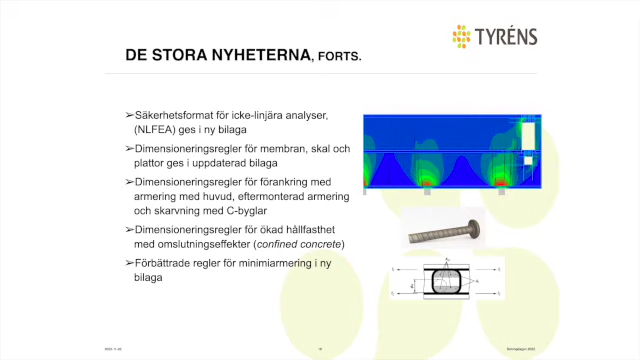 TYRÉNS
DE STORA NYHETERNA, FORTS.
➢Säkerhetsformat för icke-linjära analyser,
(NLFEA) ges i ny bilaga
➢Dimensioneringsregler för membran, skal och
plattor ges i uppdaterad bilaga
➢Dimensioneringsregler för förankring med
armering med huvud, eftermonterad armering
och skarvning med C-byglar
➢Dimensioneringsregler för ökad hållfasthet
med omslutningseffekter (confined concrete)
➢Förbättrade regler för minimiarmering i ny
bilaga